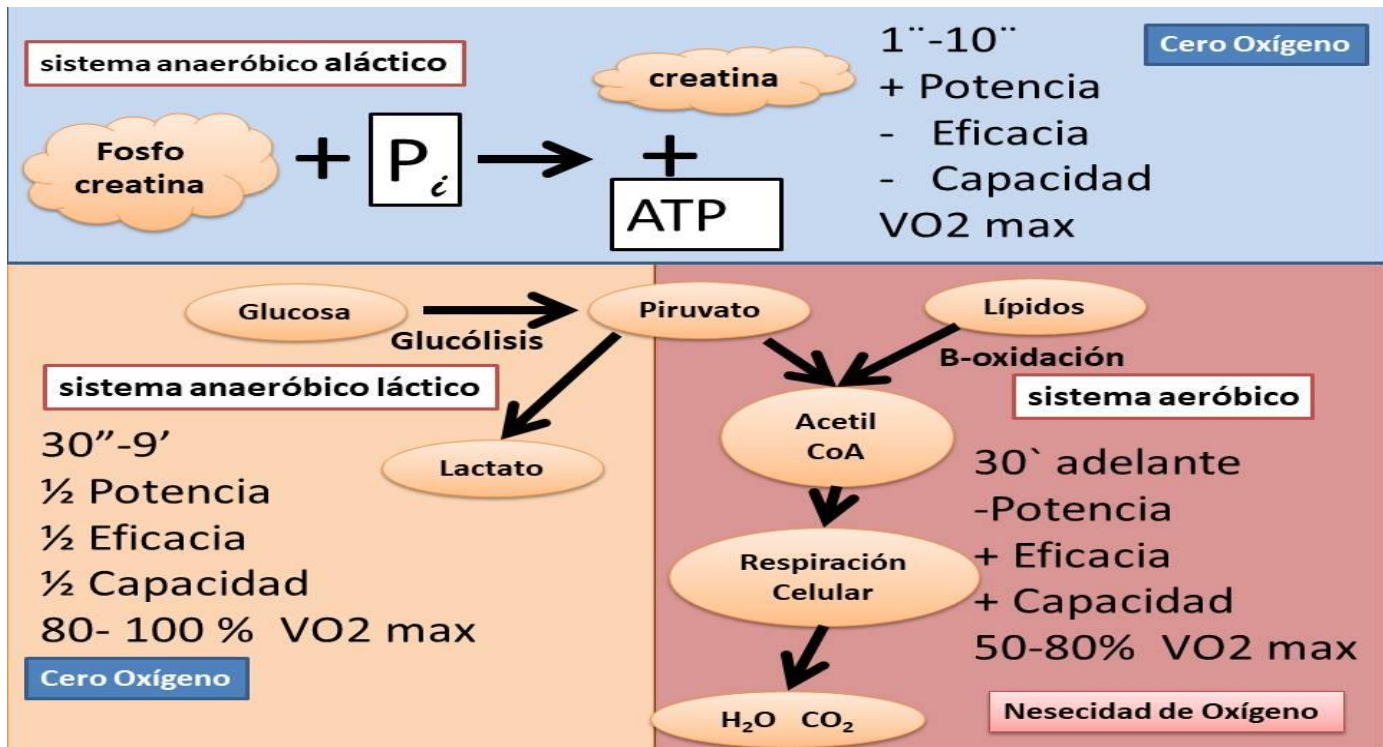 sistema anaeróbico aláctico
Fosfo
creatina
+
P i
creatina
+
ATP
1¨-10¨
+ Potencia
- Eficacia
- Capacidad
VO2 max
Cero Oxígeno
Glucosa
Glucólisis
Piruvato
sistema anaeróbico láctico
Lactato
30”-9’
½ Potencia
½ Eficacia
½ Capacidad
80- 100 % VO2 max
Cero Oxígeno
Lípidos
B-oxidación
sistema aeróbico
Acetil
CoA
Respiración
Celular
H₂O CO₂
30` adelante
-Potencia
+ Eficacia
+ Capacidad
50-80% VO2 max
Nesecidad de Oxígeno